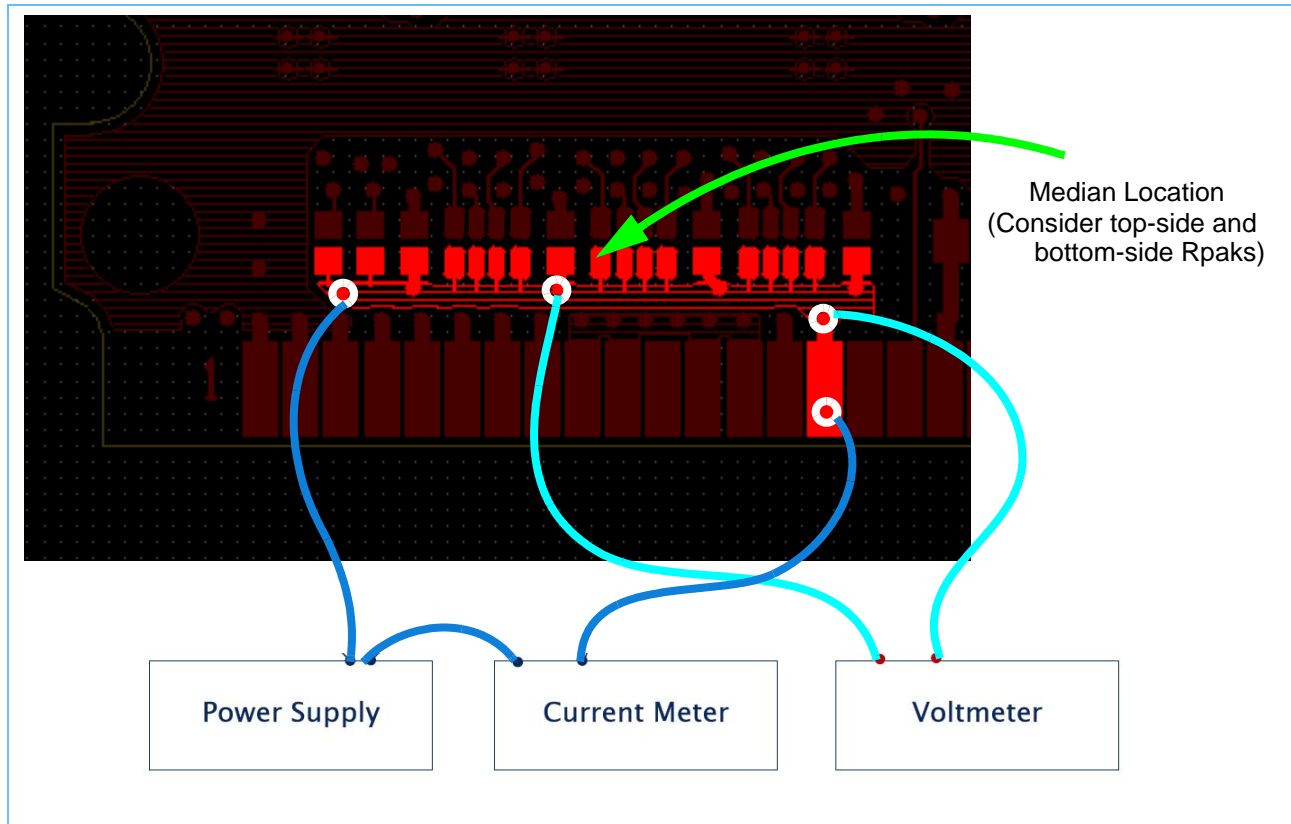 Median Location
(Consider top-side and
bottom-side Rpaks)
1
Power Supply
Current Meter
Voltmeter